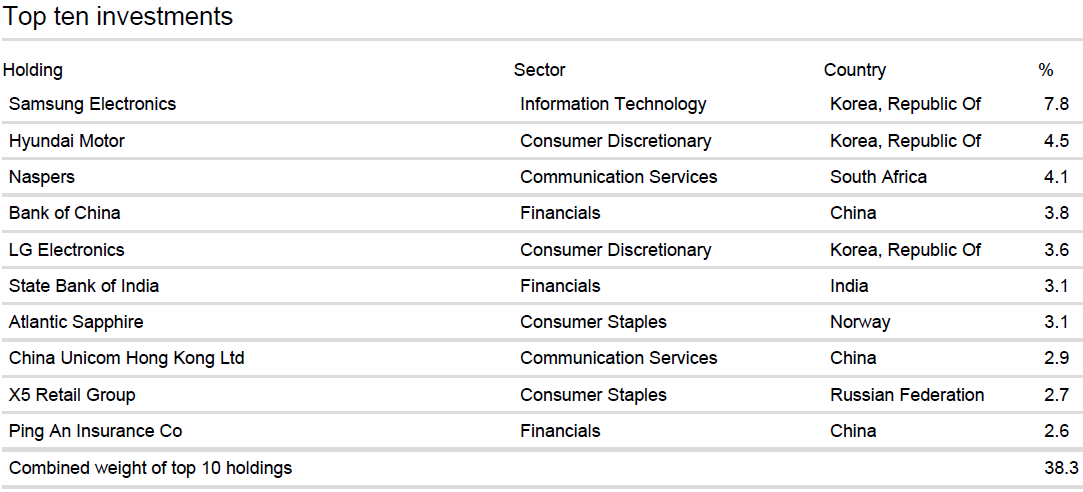 Top ten investments
Holding Sector Country %
Samsung Electronics Information Technology Korea, Republic Of 7.8
Hyundai Motor Consumer Discretionary Korea, Republic Of 4.5
Naspers Communication Services South Africa 4.1
Bank of China Financials China 3.8
LG Electronics Consumer Discretionary Korea, Republic Of 3.6
State Bank of India Financials India 3.1
Atlantic Sapphire Consumer Staples Norway 3.1
China Unicom Hong Kong Ltd Communication Services China 2.9
X5 Retail Group Consumer Staples Russian Federation 2.7
Ping An Insurance Co Financials China 2.6
Combined weight of top 10 holdings 38.3